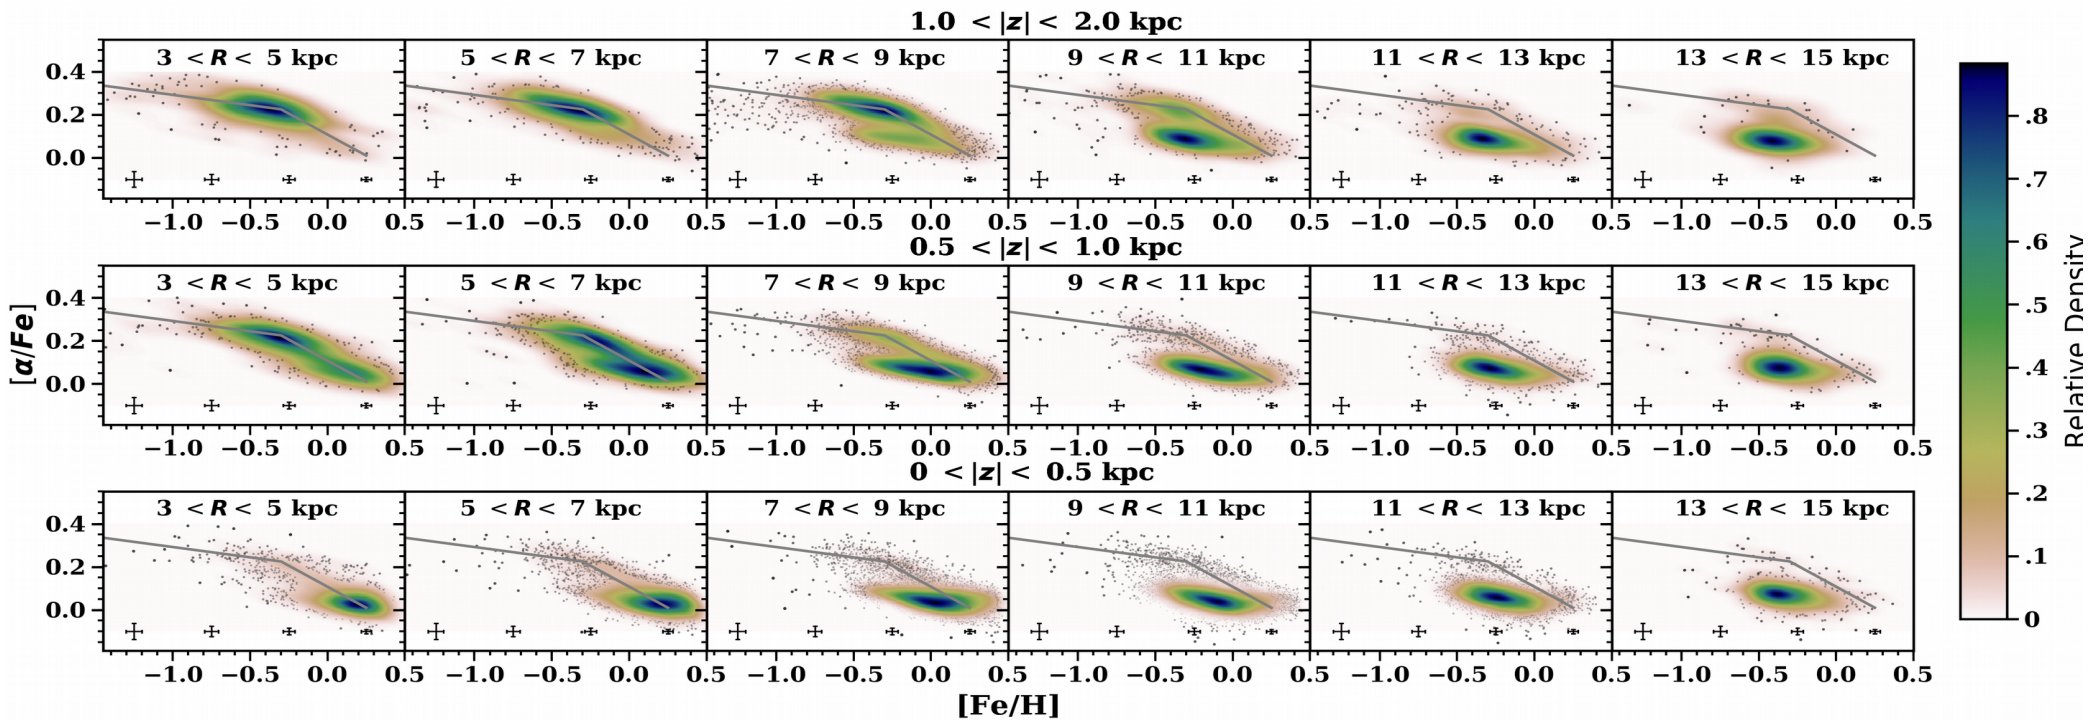 1.0 <|z|< 2.0 kpc
3 <R< 5 kpc 5 <R< 7 kpc 7 <R< 9 kpc 9 <R< 11 kpc 11 <R< 13 kpc 13 <R< 15 kpc
0.4
0.2
0.0
−1.0 −0.5 0.0 0.5 −1.0 −0.5 0.0 0.5 −1.0 −0.5 0.0 0.5 −1.0 −0.5 0.0 0.5 −1.0 −0.5 0.0 0.5 −1.0 −0.5 0.0 0.5
0.5 <|z|< 1.0 kpc
3 <R< 5 kpc 5 <R< 7 kpc 7 <R< 9 kpc 9 <R< 11 kpc 11 <R< 13 kpc 13 <R< 15 kpc
0.4
0.2
0.0
[α/Fe]
−1.0 −0.5 0.0 0.5 −1.0 −0.5 0.0 0.5 −1.0 −0.5 0.0 0.5 −1.0 −0.5 0.0 0.5 −1.0 −0.5 0.0 0.5 −1.0 −0.5 0.0 0.5
0 <|z|< 0.5 kpc
3 <R< 5 kpc 5 <R< 7 kpc 7 <R< 9 kpc 9 <R< 11 kpc 11 <R< 13 kpc 13 <R< 15 kpc
0.4
0.2
0.0
−1.0 −0.5 0.0 0.5 −1.0 −0.5 0.0 0.5 −1.0 −0.5 0.0 0.5 −1.0 −0.5 0.0 0.5 −1.0 −0.5 0.0 0.5 −1.0 −0.5 0.0 0.5
[Fe/H]
.8
.7
.6
.5
.4
.3
.2
.1
0
Relative Density